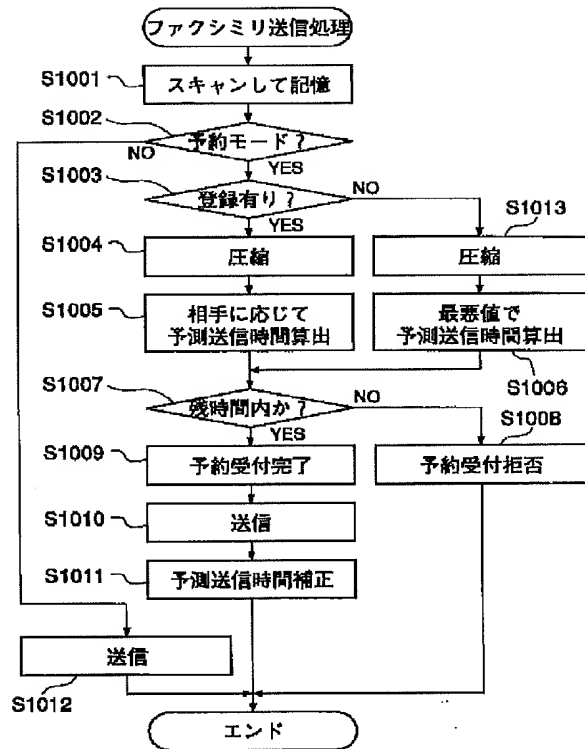 ファクシミリ送信処理
S1001
スキャンして記憶
S1002
予約モード?
NO
YES
S1003
登録有り?
NO
YES
S1004
圧縮
S1013
圧縮
S1005
相手に応じて
予測送信時間算出
最悪値で
予測送信時間算出
S1006
S1007
残時間内か?
NO
YES
S1008
S1009
予約受付完了
予約受付拒否
S1010
送信
S1011
予測送信時間補正
送信
S1012
エンド